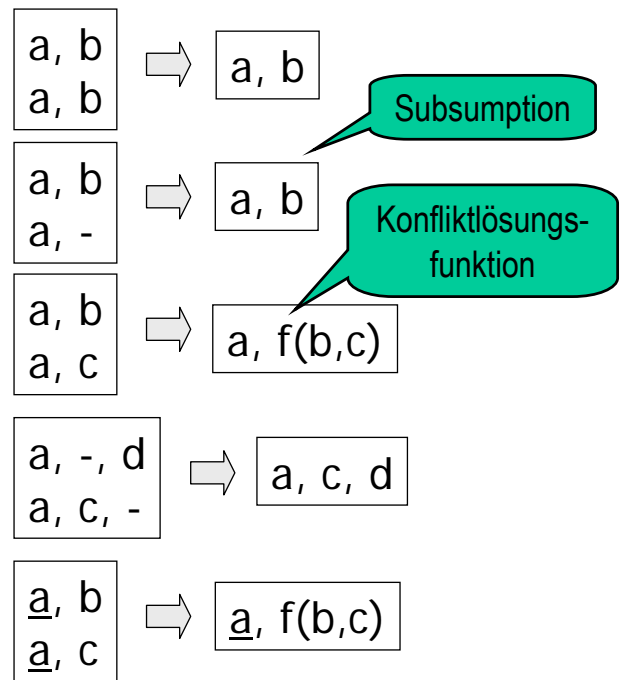 a, b
a, b
a, b
Subsumption
a, b
a, -
a, b
Konfliktlösungs-
funktion
a, b
a, c
a, f(b,c)
a, -, d
a, c, -
a, c, d
a, b
a, c
a, f(b,c)